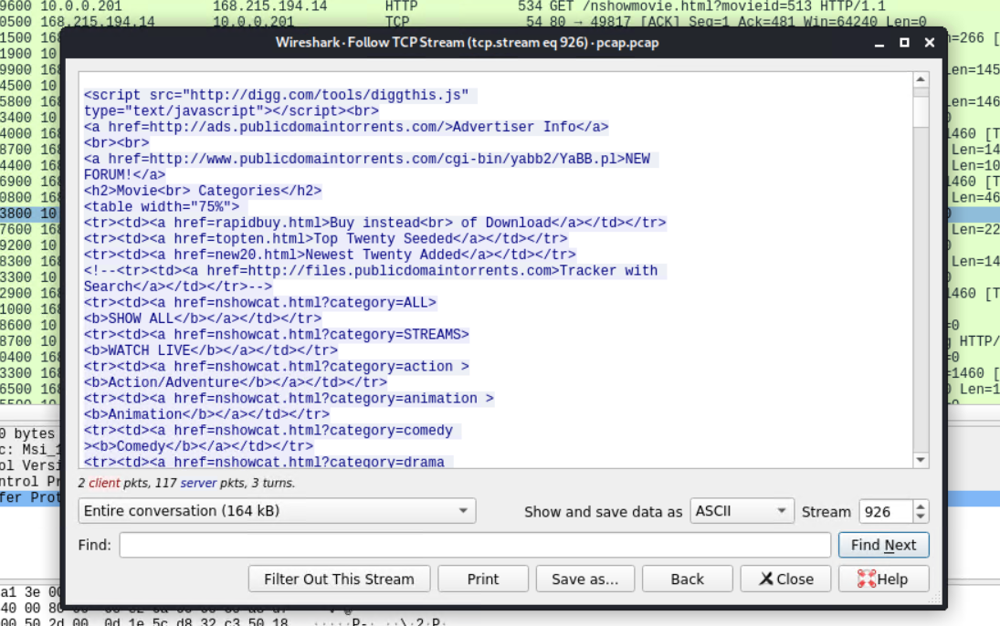 9600 10.0.0.201 168.215.194.14 HTTP 534 GET /nshowmovie.html?movieid=513 HTTP/1.1
0500 168.215.194.14 10.0.0.201 TCP 54 80 → 49817 [ACK] Seq=1 Ack=481 Win=64240 Len=0
Wireshark · Follow TCP Stream (tcp.stream eq 926) · pcap.pcap
<script src="http://digg.com/tools/diggthis.js"
type="text/javascript"></script><br>
<a href=http://ads.publicdomaintorrents.com/>Advertiser Info</a>
<br><br>
<a href=http://www.publicdomaintorrents.com/cgi-bin/yabb2/YaBB.pl>NEW
FORUM!</a>
<h2>Movie<br> Categories</h2>
<table width="75%">
<tr><td><a href=rapidbuy.html>Buy instead<br> of Download</a></td></tr>
<tr><td><a href=topten.html>Top Twenty Seeded</a></td></tr>
<tr><td><a href=new20.html>Newest Twenty Added</a></td></tr>
<!--<tr><td><a href=http://files.publicdomaintorrents.com>Tracker with
Search</a></td></tr>-->
<tr><td><a href=nshowcat.html?category=ALL>
<b>SHOW ALL</b></a></td></tr>
<tr><td><a href=nshowcat.html?category=STREAMS>
<b>WATCH LIVE</b></a></td></tr>
<tr><td><a href=nshowcat.html?category=action >
<b>Action/Adventure</b></a></td></tr>
<tr><td><a href=nshowcat.html?category=animation >
<b>Animation</b></a></td></tr>
<tr><td><a href=nshowcat.html?category=comedy
><b>Comedy</b></a></td></tr>
<tr><td><a href=nshowcat.html?category=drama
2 client pkts, 117 server pkts, 3 turns.
Entire conversation (164 kB)
Show and save data as ASCII Stream 926
Find: Find Next
Filter Out This Stream Print Save as... Back Close Help